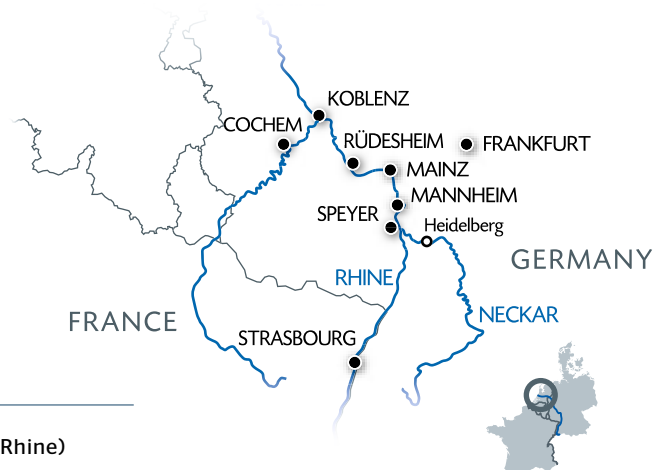 KOBLENZ
COCHEM
RÜDESHEIM
FRANKFURT
MAINZ
MANNHEIM
SPEYER
Heidelberg
GERMANY
RHINE
NECKAR
FRANCE
STRASBOURG
Rhine)